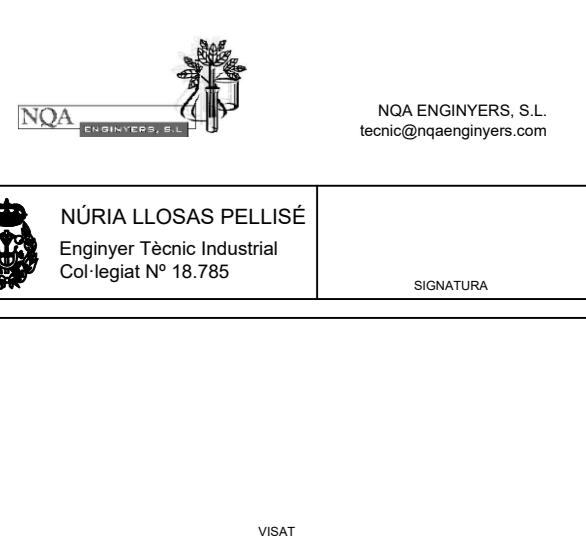 NQA
ENGINYERS, S.L
NQA ENGINYERS, S.L.
tecnic@nqaenginyers.com
NÚRIA LLOSAS PELLISÉ
Enginyer Tècnic Industrial
Col·legiat Nº 18.785
SIGNATURA
VISAT